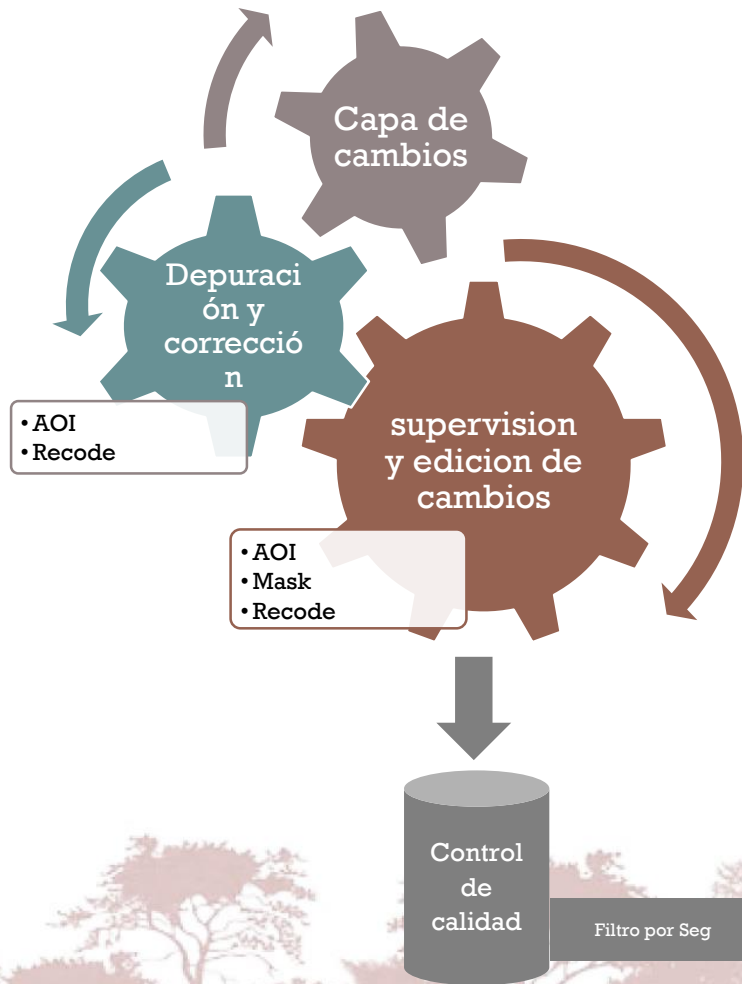 Capa de
cambios
Depuraci
ón y
correcció
n
• AOI
• Recode
supervision
y edicion de
cambios
• AOI
• Mask
• Recode
Control
de
calidad
Filtro por Seg